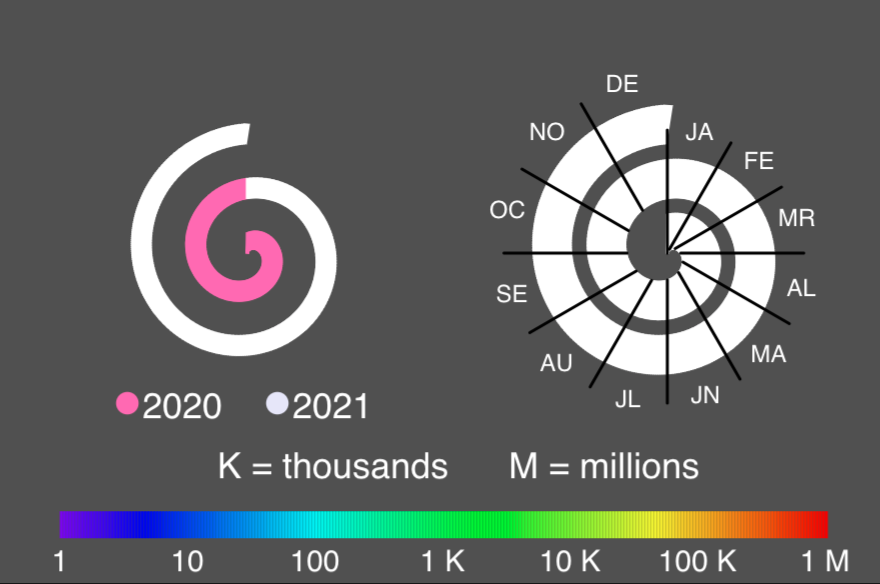 DE
NO
JA
FE
OC
MR
SE
AL
AU
MA
JL
JN
2020 2021
K = thousands M = millions
1 10 100 1 K 10 K 100 K 1 M